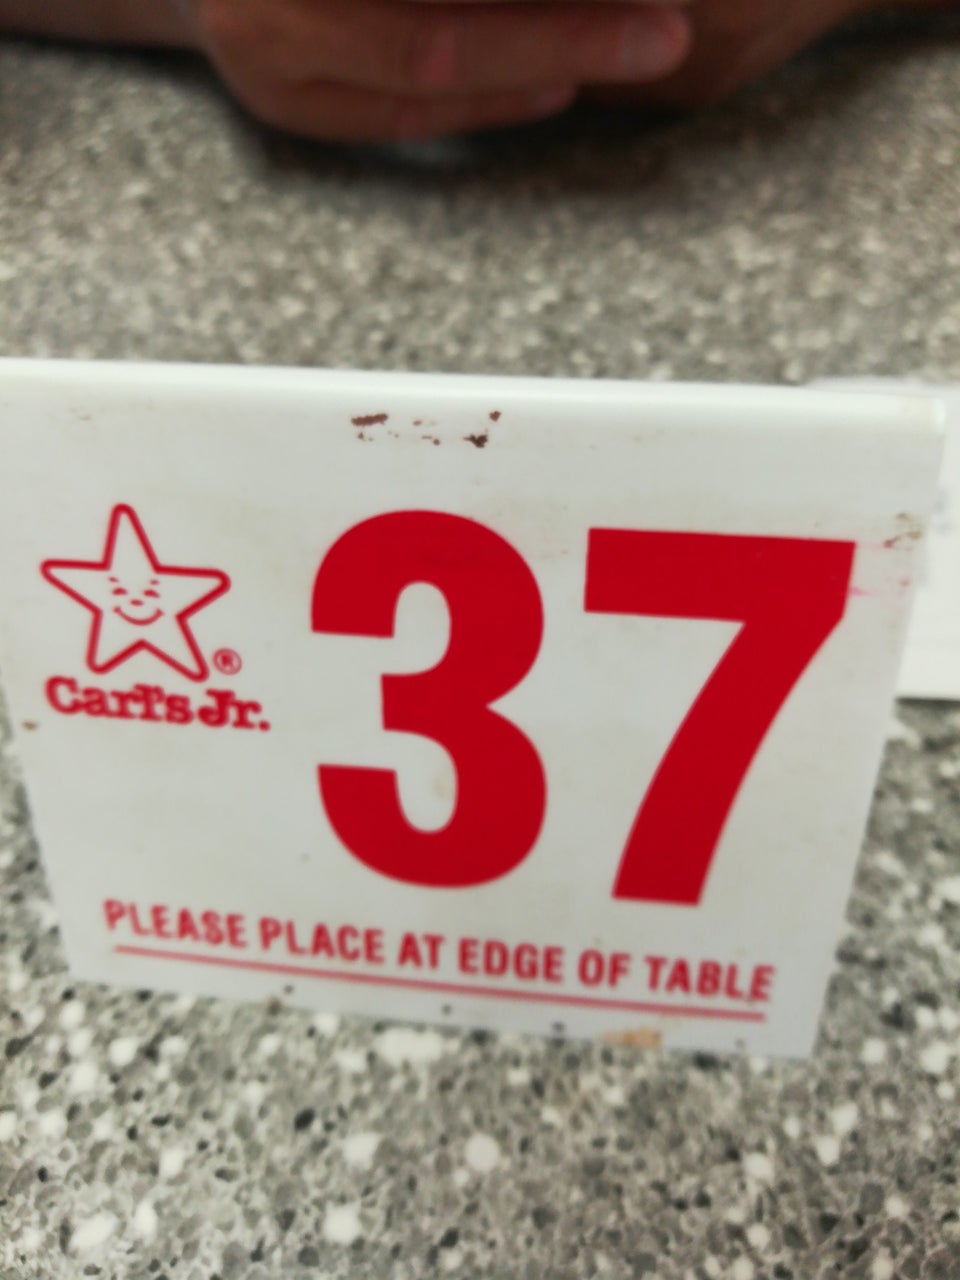 37
®
Carl's Jr.
PLEASE PLACE AT EDGE OF TABLE